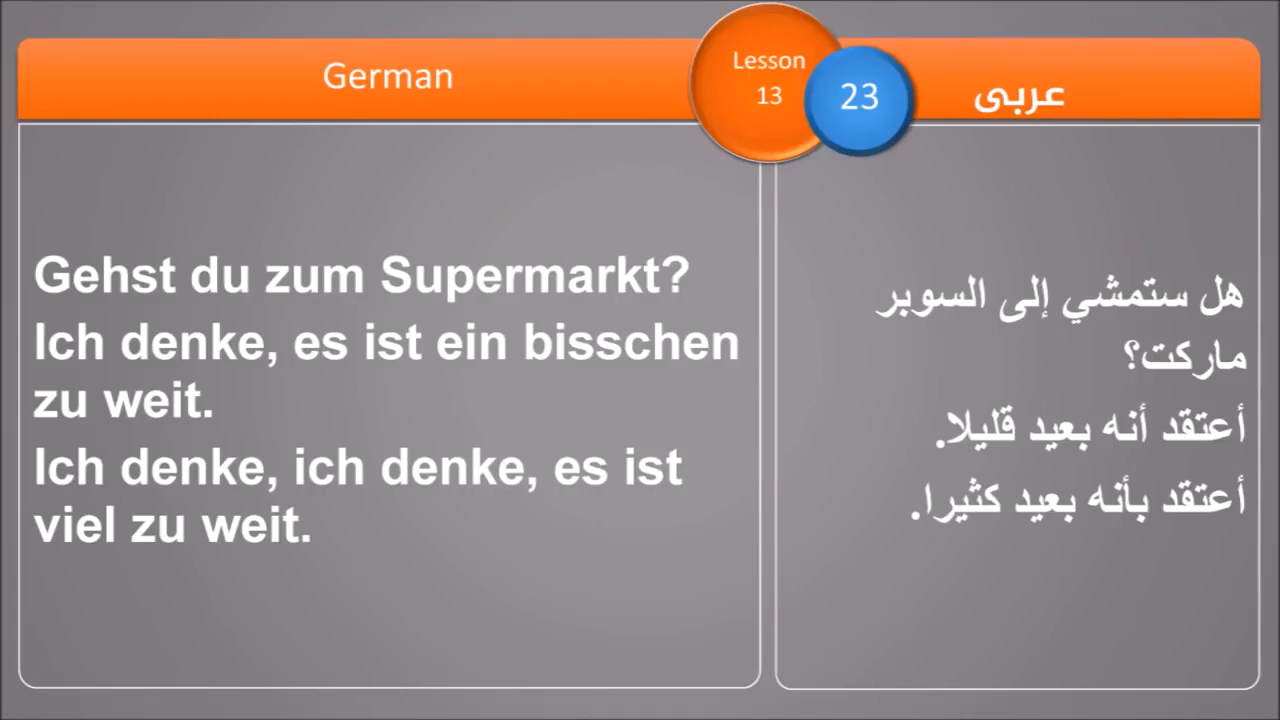 German
Lesson
13
23
عربى
Gehst du zum Supermarkt?
Ich denke, es ist ein bisschen
zu weit.
Ich denke, ich denke, es ist
viel zu weit.
هل ستمشي إلى السوبر
ماركت؟
أعتقد أنه بعيد قليلا.
أعتقد بأنه بعيد كثيرا.